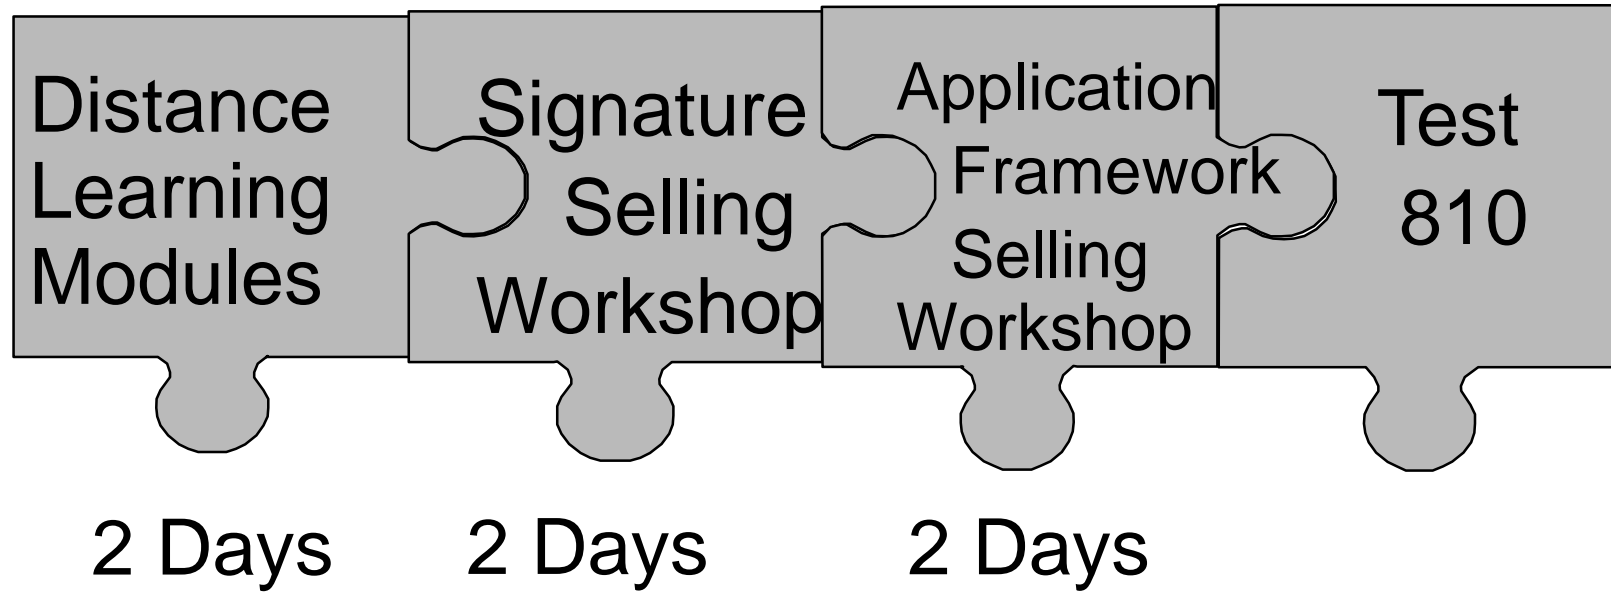 Distance
Learning
Modules
Signature
Selling
Workshop
Application
Framework
Selling
Workshop
Test
810
2 Days
2 Days
2 Days